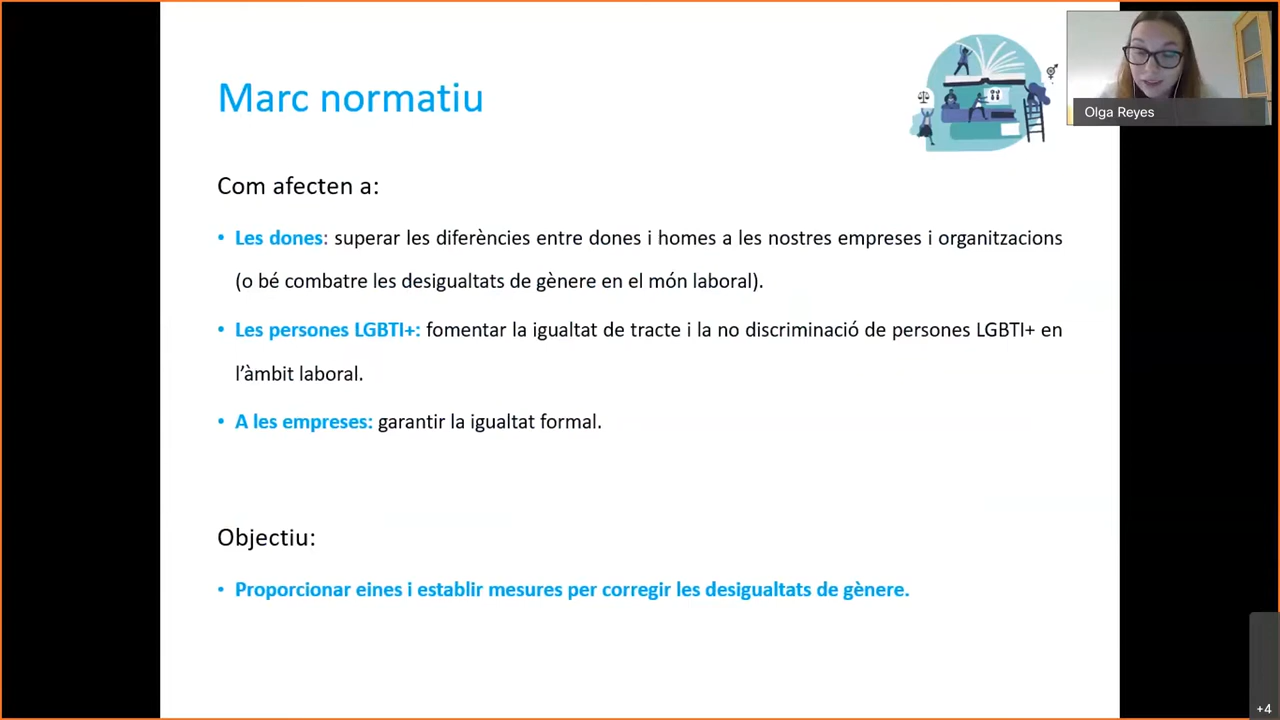 Marc normatiu
Olga Reyes
Com afecten a:
• Les dones: superar les diferències entre dones i homes a les nostres empreses i organitzacions
(o bé combatre les desigualtats de gènere en el món laboral).
• Les persones LGBTI+: fomentar la igualtat de tracte i la no discriminació de persones LGBTI+ en
l’àmbit laboral.
• A les empreses: garantir la igualtat formal.
Objectiu:
• Proporcionar eines i establir mesures per corregir les desigualtats de gènere.
+4